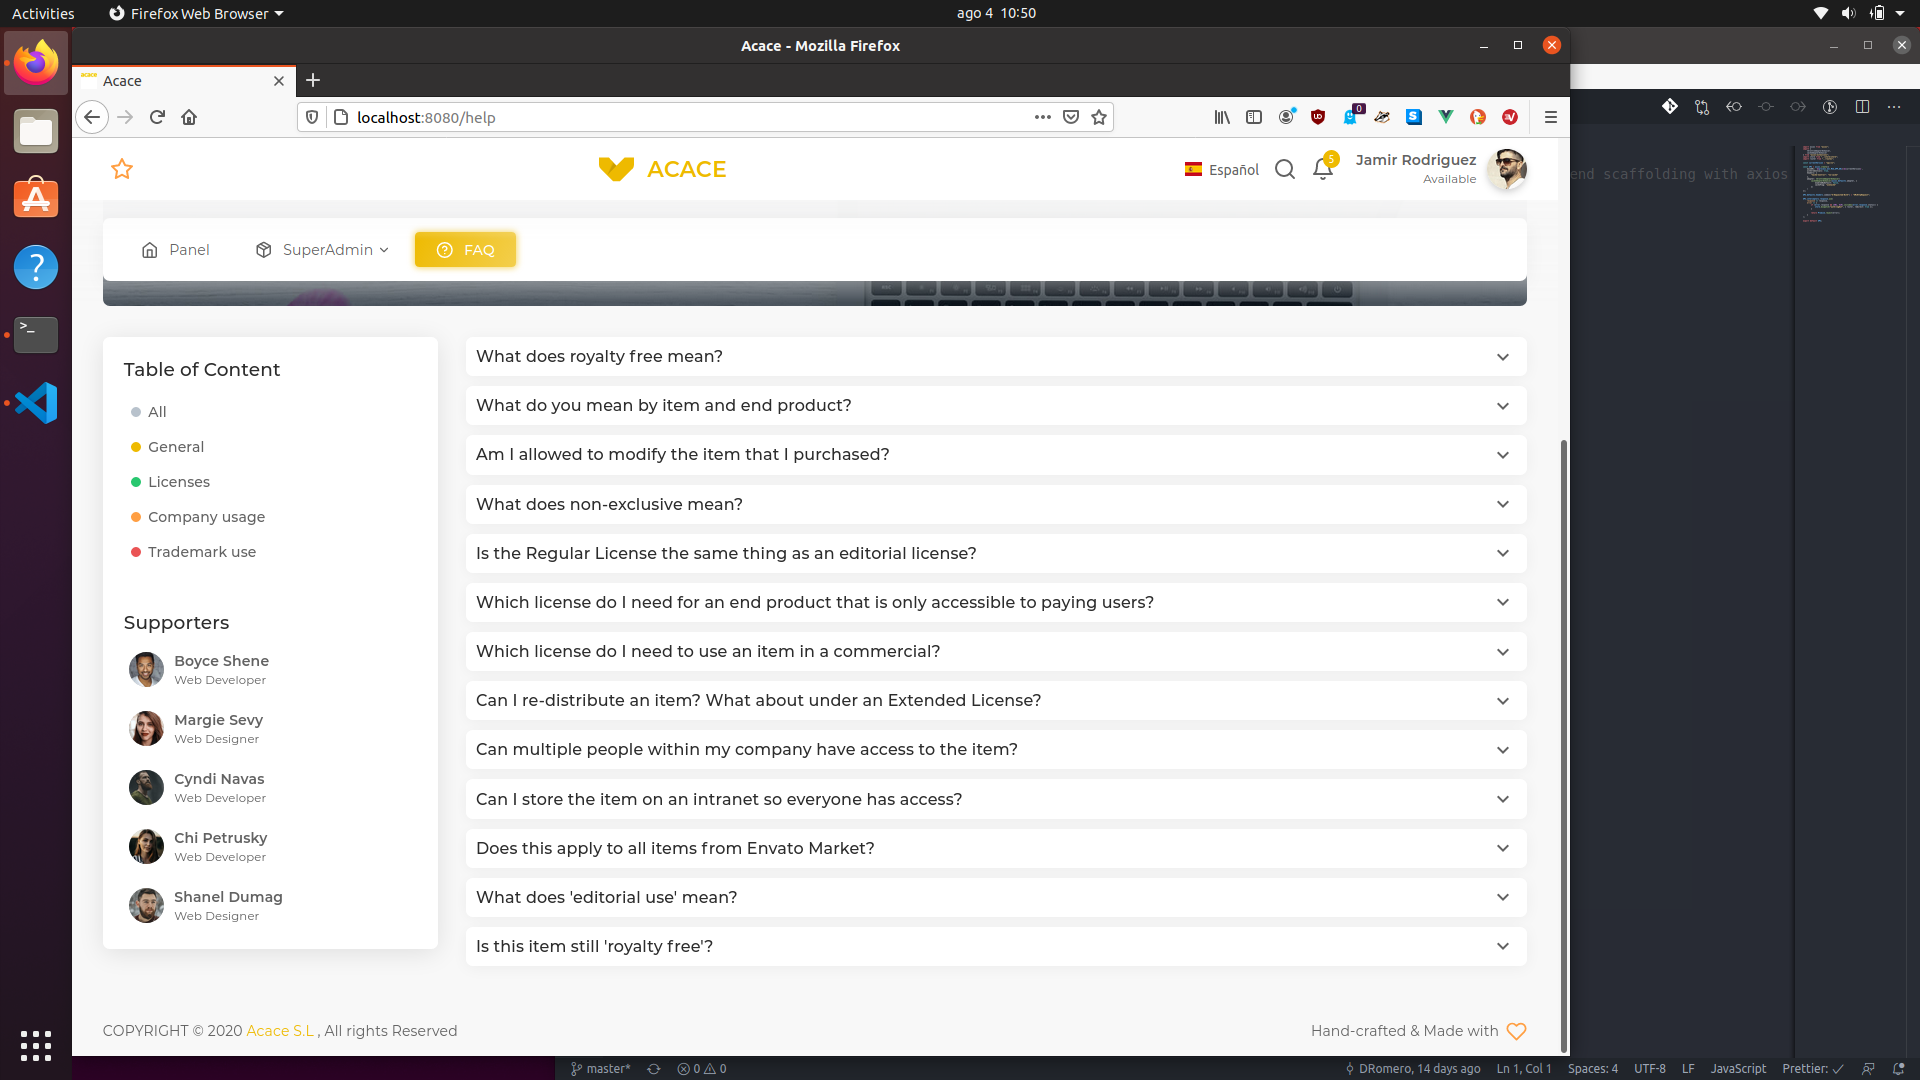 Activities
Firefox Web Browser
ago 4 10:50
Acace - Mozilla Firefox
Acace
localhost:8080/help
0
ACACE
Español
5
Jamir Rodriguez
Available
end scaffolding with axios
Panel
SuperAdmin
FAQ
Table of Content
All
General
Licenses
Company usage
Trademark use
Supporters
Boyce Shene
Web Developer
Margie Sevy
Web Designer
Cyndi Navas
Web Developer
Chi Petrusky
Web Developer
Shanel Dumag
Web Designer
What does royalty free mean?
What do you mean by item and end product?
Am I allowed to modify the item that I purchased?
What does non-exclusive mean?
Is the Regular License the same thing as an editorial license?
Which license do I need for an end product that is only accessible to paying users?
Which license do I need to use an item in a commercial?
Can I re-distribute an item? What about under an Extended License?
Can multiple people within my company have access to the item?
Can I store the item on an intranet so everyone has access?
Does this apply to all items from Envato Market?
What does 'editorial use' mean?
Is this item still 'royalty free'?
COPYRIGHT © 2020 Acace S.L , All rights Reserved
Hand-crafted & Made with
master*
0
0
DRomero, 14 days ago
Ln 1, Col 1
Spaces: 4
UTF-8
LF
JavaScript
Prettier: ✓